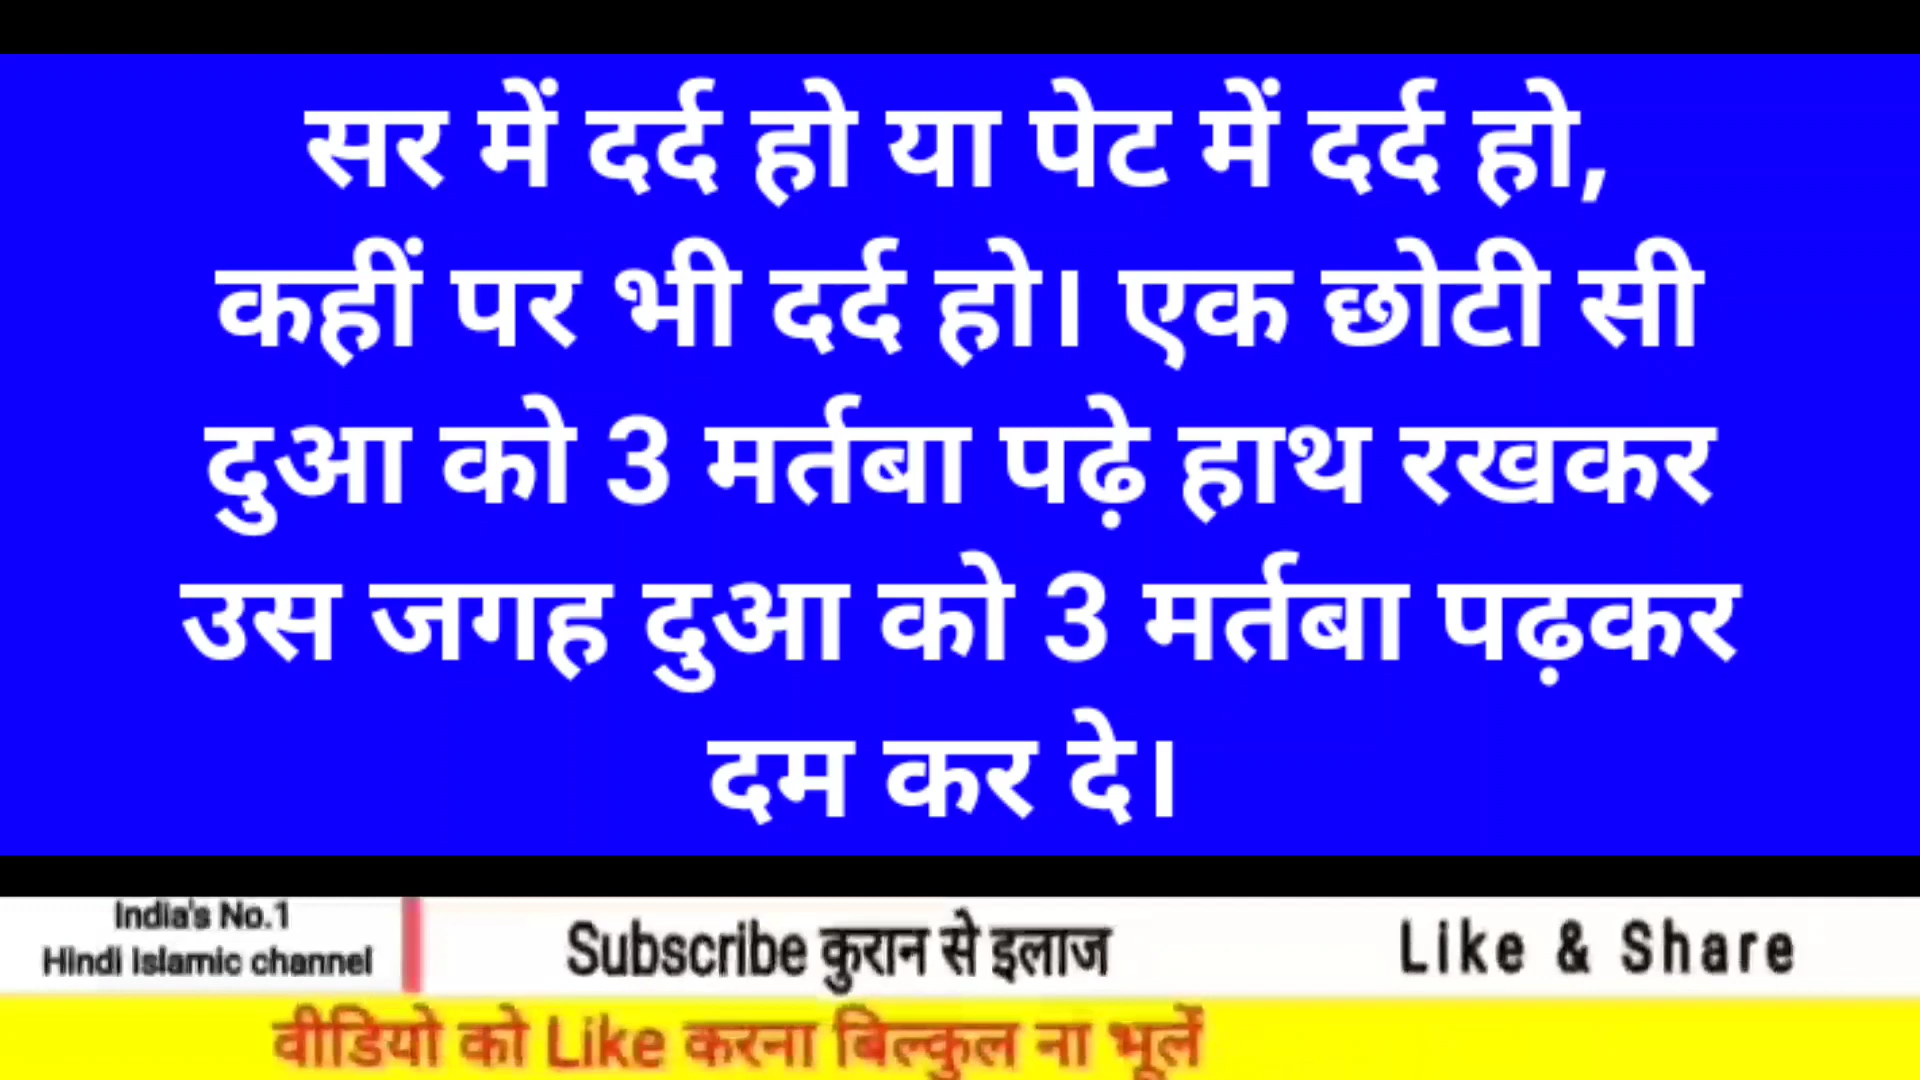 सर में दर्द हो या पेट में दर्द हो,
कहीं पर भी दर्द हो। एक छोटी सी
दुआ को 3 मर्तबा पढ़े हाथ रखकर
उस जगह दुआ को 3 मर्तबा पढ़कर
दम कर दे।
India's No.1
Hindi Islamic channel
Subscribe कुरान से इलाज
Like & Share
वीडियो को Like करना बिल्कुल ना भूलें